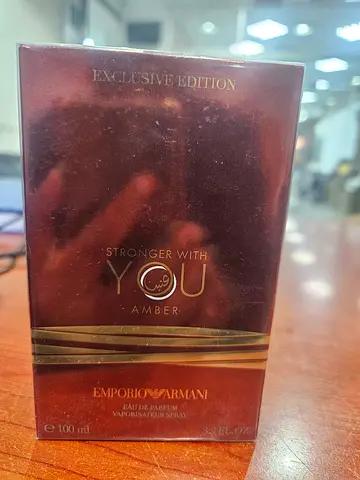 EXCLUSIVE EDITION
STRONGER WITH
YOU
AMBER
EMPORIO ARMANI
EAU DE PARFUM
VAPORISATEUR SPRAY
e 100 ml